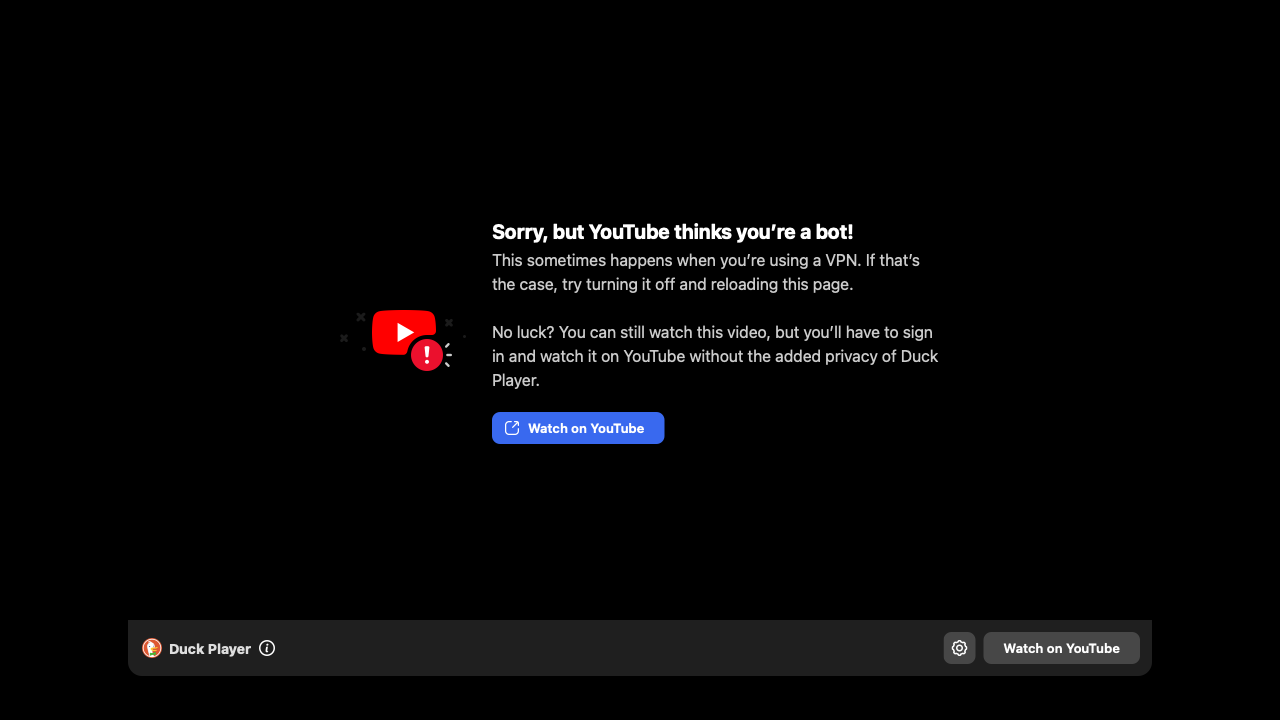 Sorry, but YouTube thinks you’re a bot!
This sometimes happens when you’re using a VPN. If that’s
the case, try turning it off and reloading this page.
No luck? You can still watch this video, but you’ll have to sign
in and watch it on YouTube without the added privacy of Duck
Player.
Watch on YouTube
Duck Player
Watch on YouTube